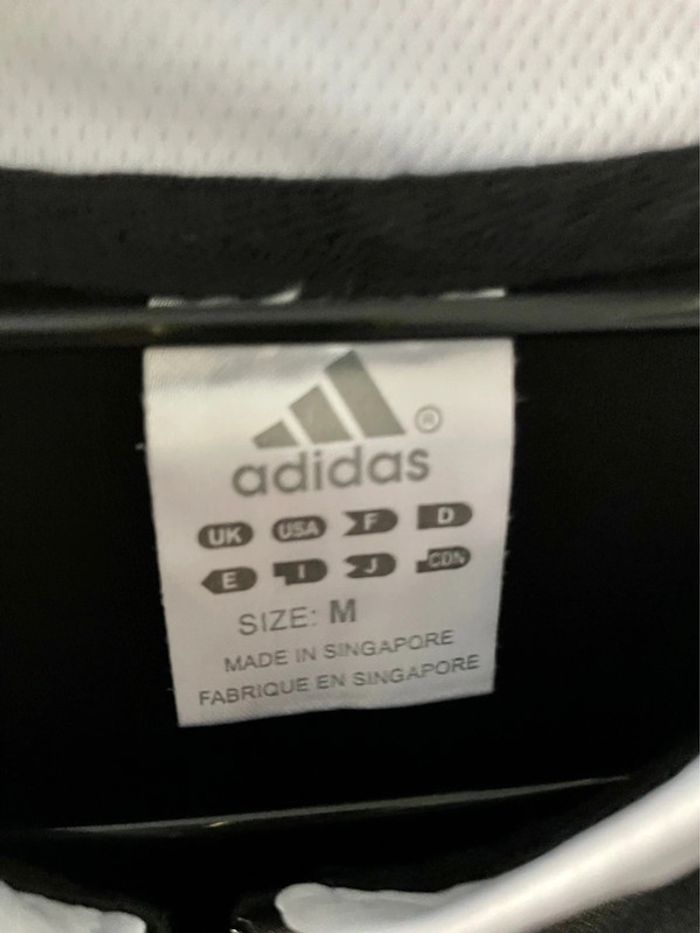 ®
adidas
UK USA F D
E I J CDN
SIZE: M
MADE IN SINGAPORE
FABRIQUE EN SINGAPORE